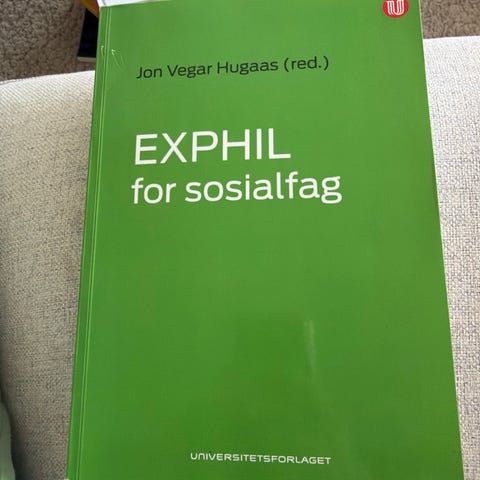 Jon Vegar Hugaas (red.)
EXPHIL
for sosialfag
UNIVERSITETSFORLAGET